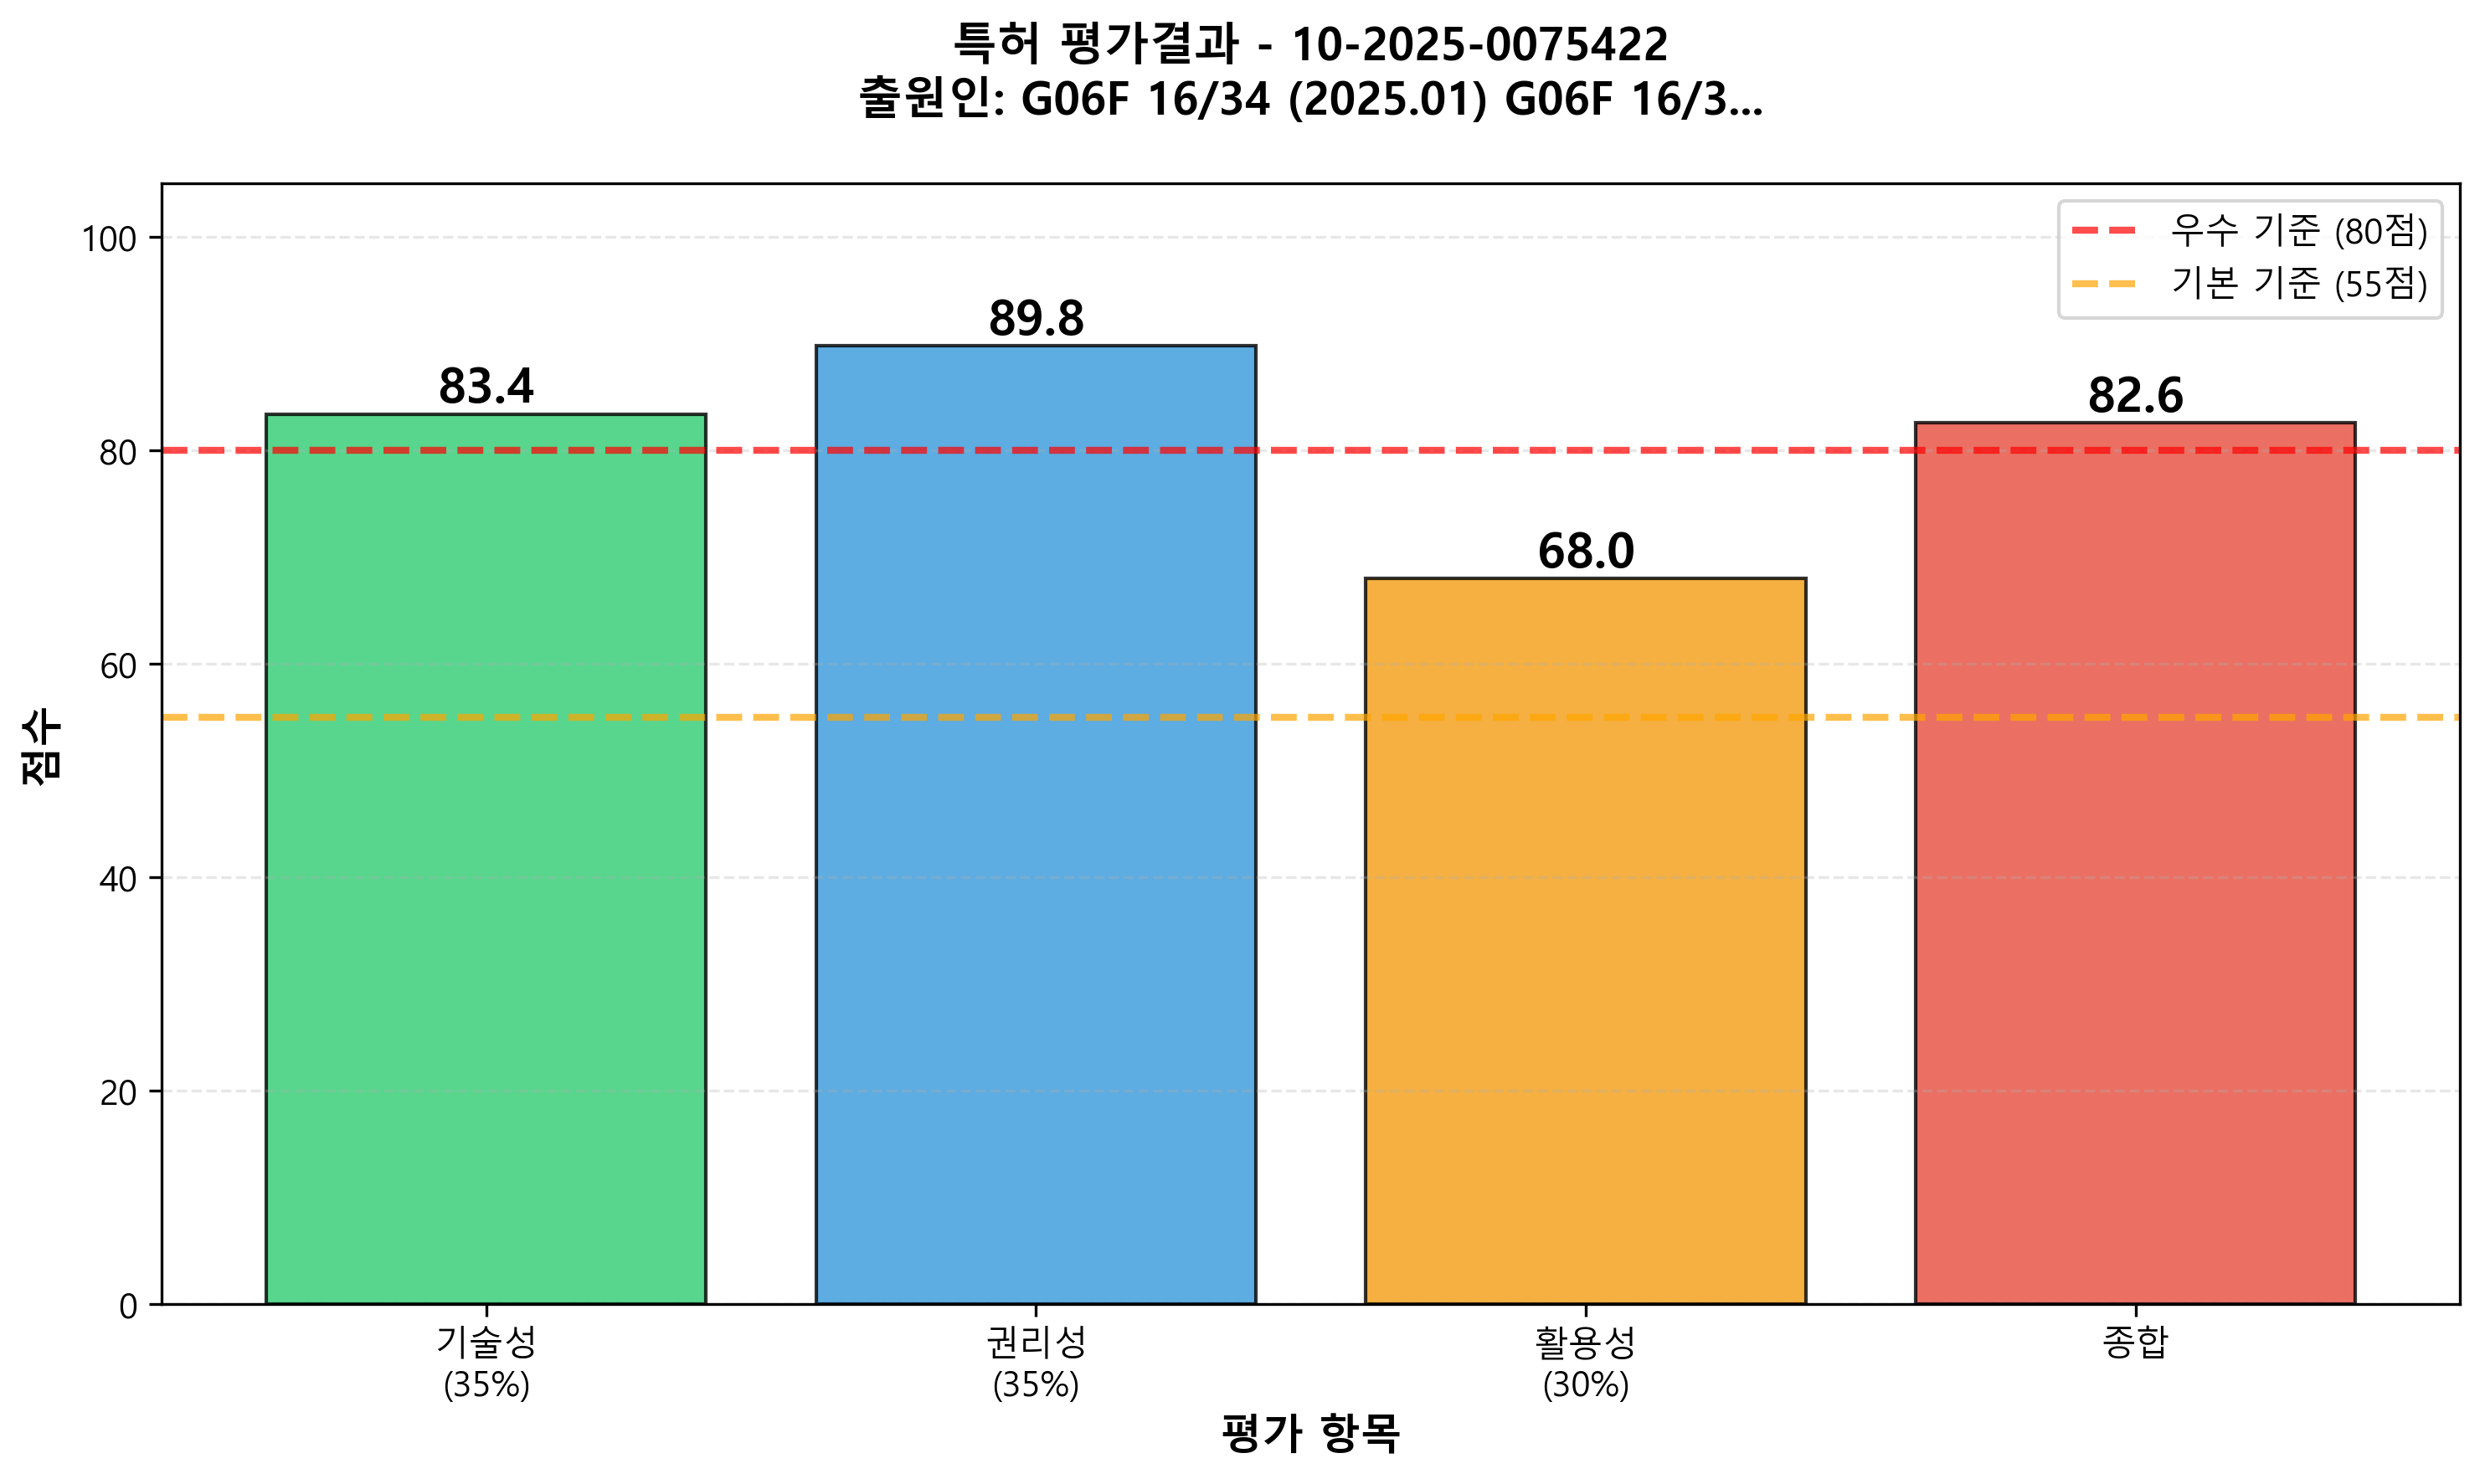 특허 평가결과 - 10-2025-0075422
출원인: G06F 16/34 (2025.01) G06F 16/3...
우수 기준 (80점)
기본 기준 (55점)
100
80
60
40
20
0
점수
83.4
89.8
68.0
82.6
기술성
(35%)
권리성
(35%)
활용성
(30%)
종합
평가 항목